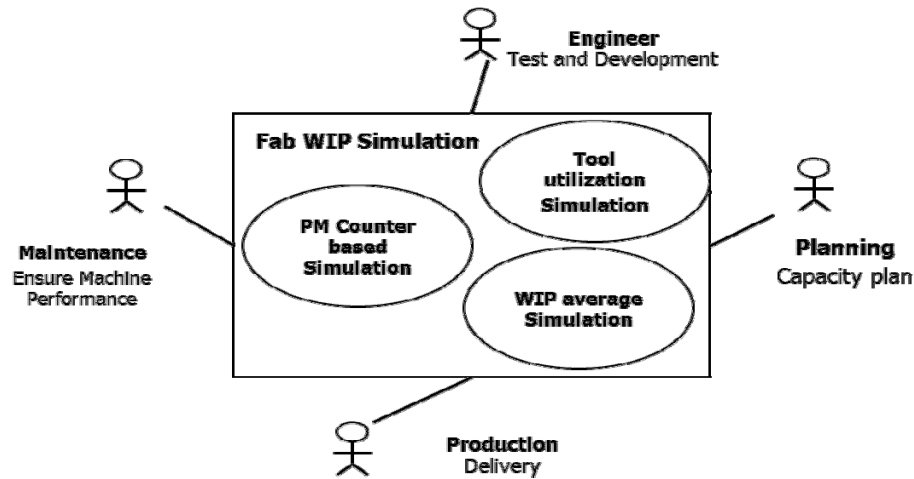 Engineer
Test and Development
Fab WIP Simulation
Tool
utilization
Simulation
PM Counter
based
Simulation
WIP average
Simulation
Maintenance
Ensure Machine
Performance
Planning
Capacity plan
Production
Delivery